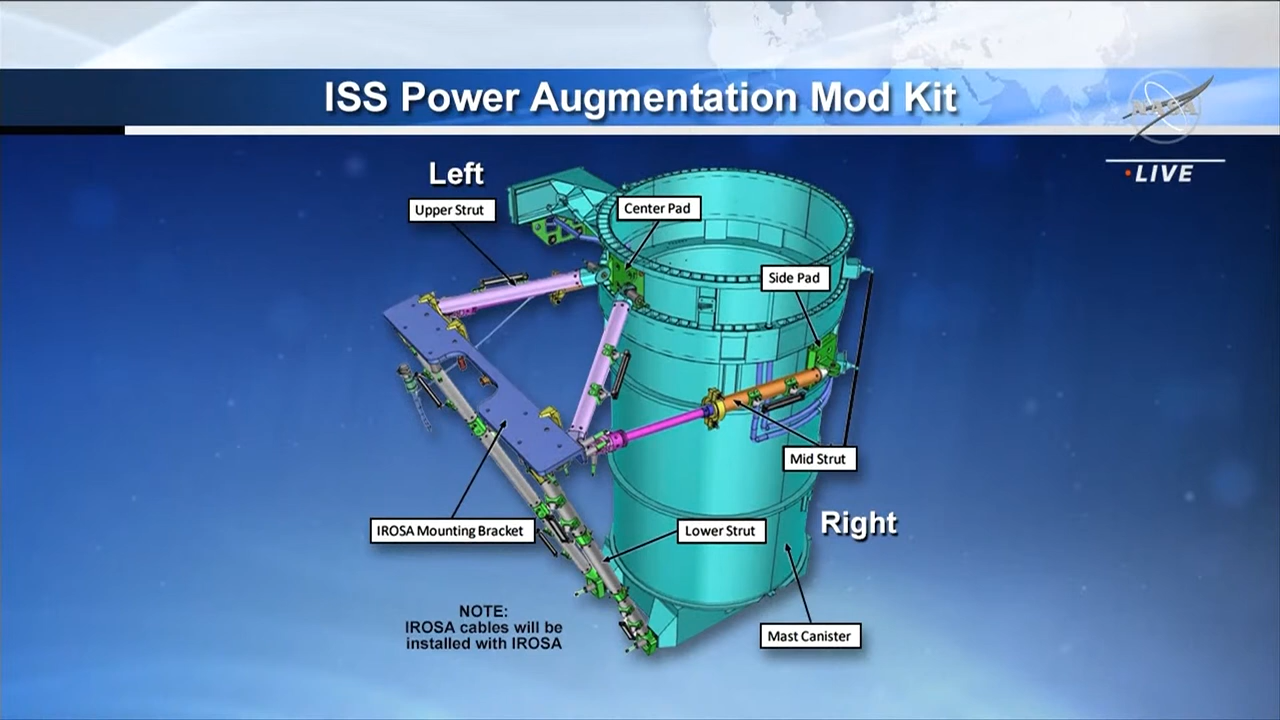 ISS Power Augmentation Mod Kit
NASA
LIVE
Left
Upper Strut
Center Pad
Side Pad
Mid Strut
IROSA Mounting Bracket
Lower Strut
Right
NOTE:
IROSA cables will be
installed with IROSA
Mast Canister